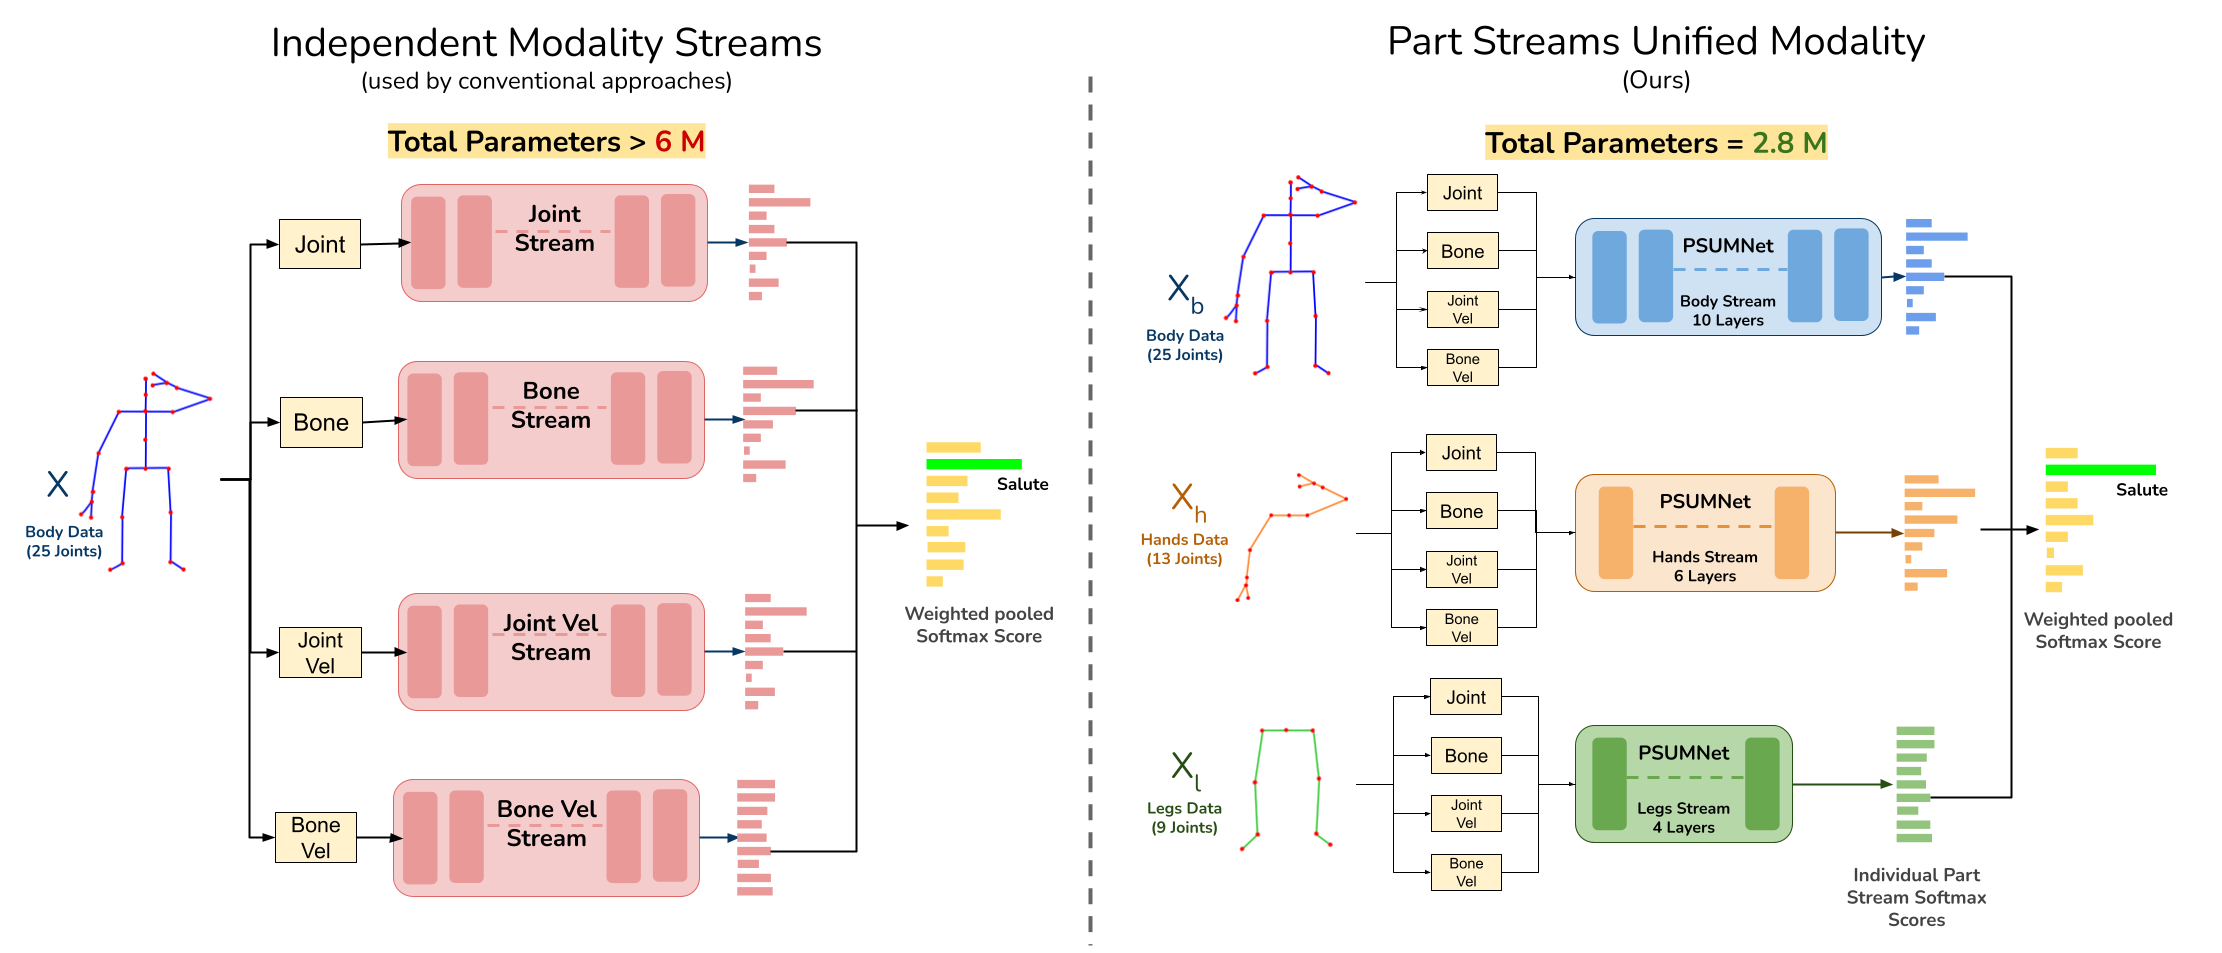 Independent Modality Streams
(used by conventional approaches)
Total Parameters > 6 M
Joint
Joint
Stream
Bone
Bone
Stream
X
Body Data
(25 Joints)
Joint
Vel
Joint Vel
Stream
Bone
Vel
Bone Vel
Stream
Salute
Weighted pooled
Softmax Score
Part Streams Unified Modality
(Ours)
Total Parameters = 2.8 M
Xb
Body Data
(25 Joints)
Joint
Bone
Joint
Vel
Bone
Vel
PSUMNet
Body Stream
10 Layers
Xh
Hands Data
(13 Joints)
Joint
Bone
Joint
Vel
Bone
Vel
PSUMNet
Hands Stream
6 Layers
Xl
Legs Data
(9 Joints)
Joint
Bone
Joint
Vel
Bone
Vel
PSUMNet
Legs Stream
4 Layers
Individual Part
Stream Softmax
Scores
Salute
Weighted pooled
Softmax Score